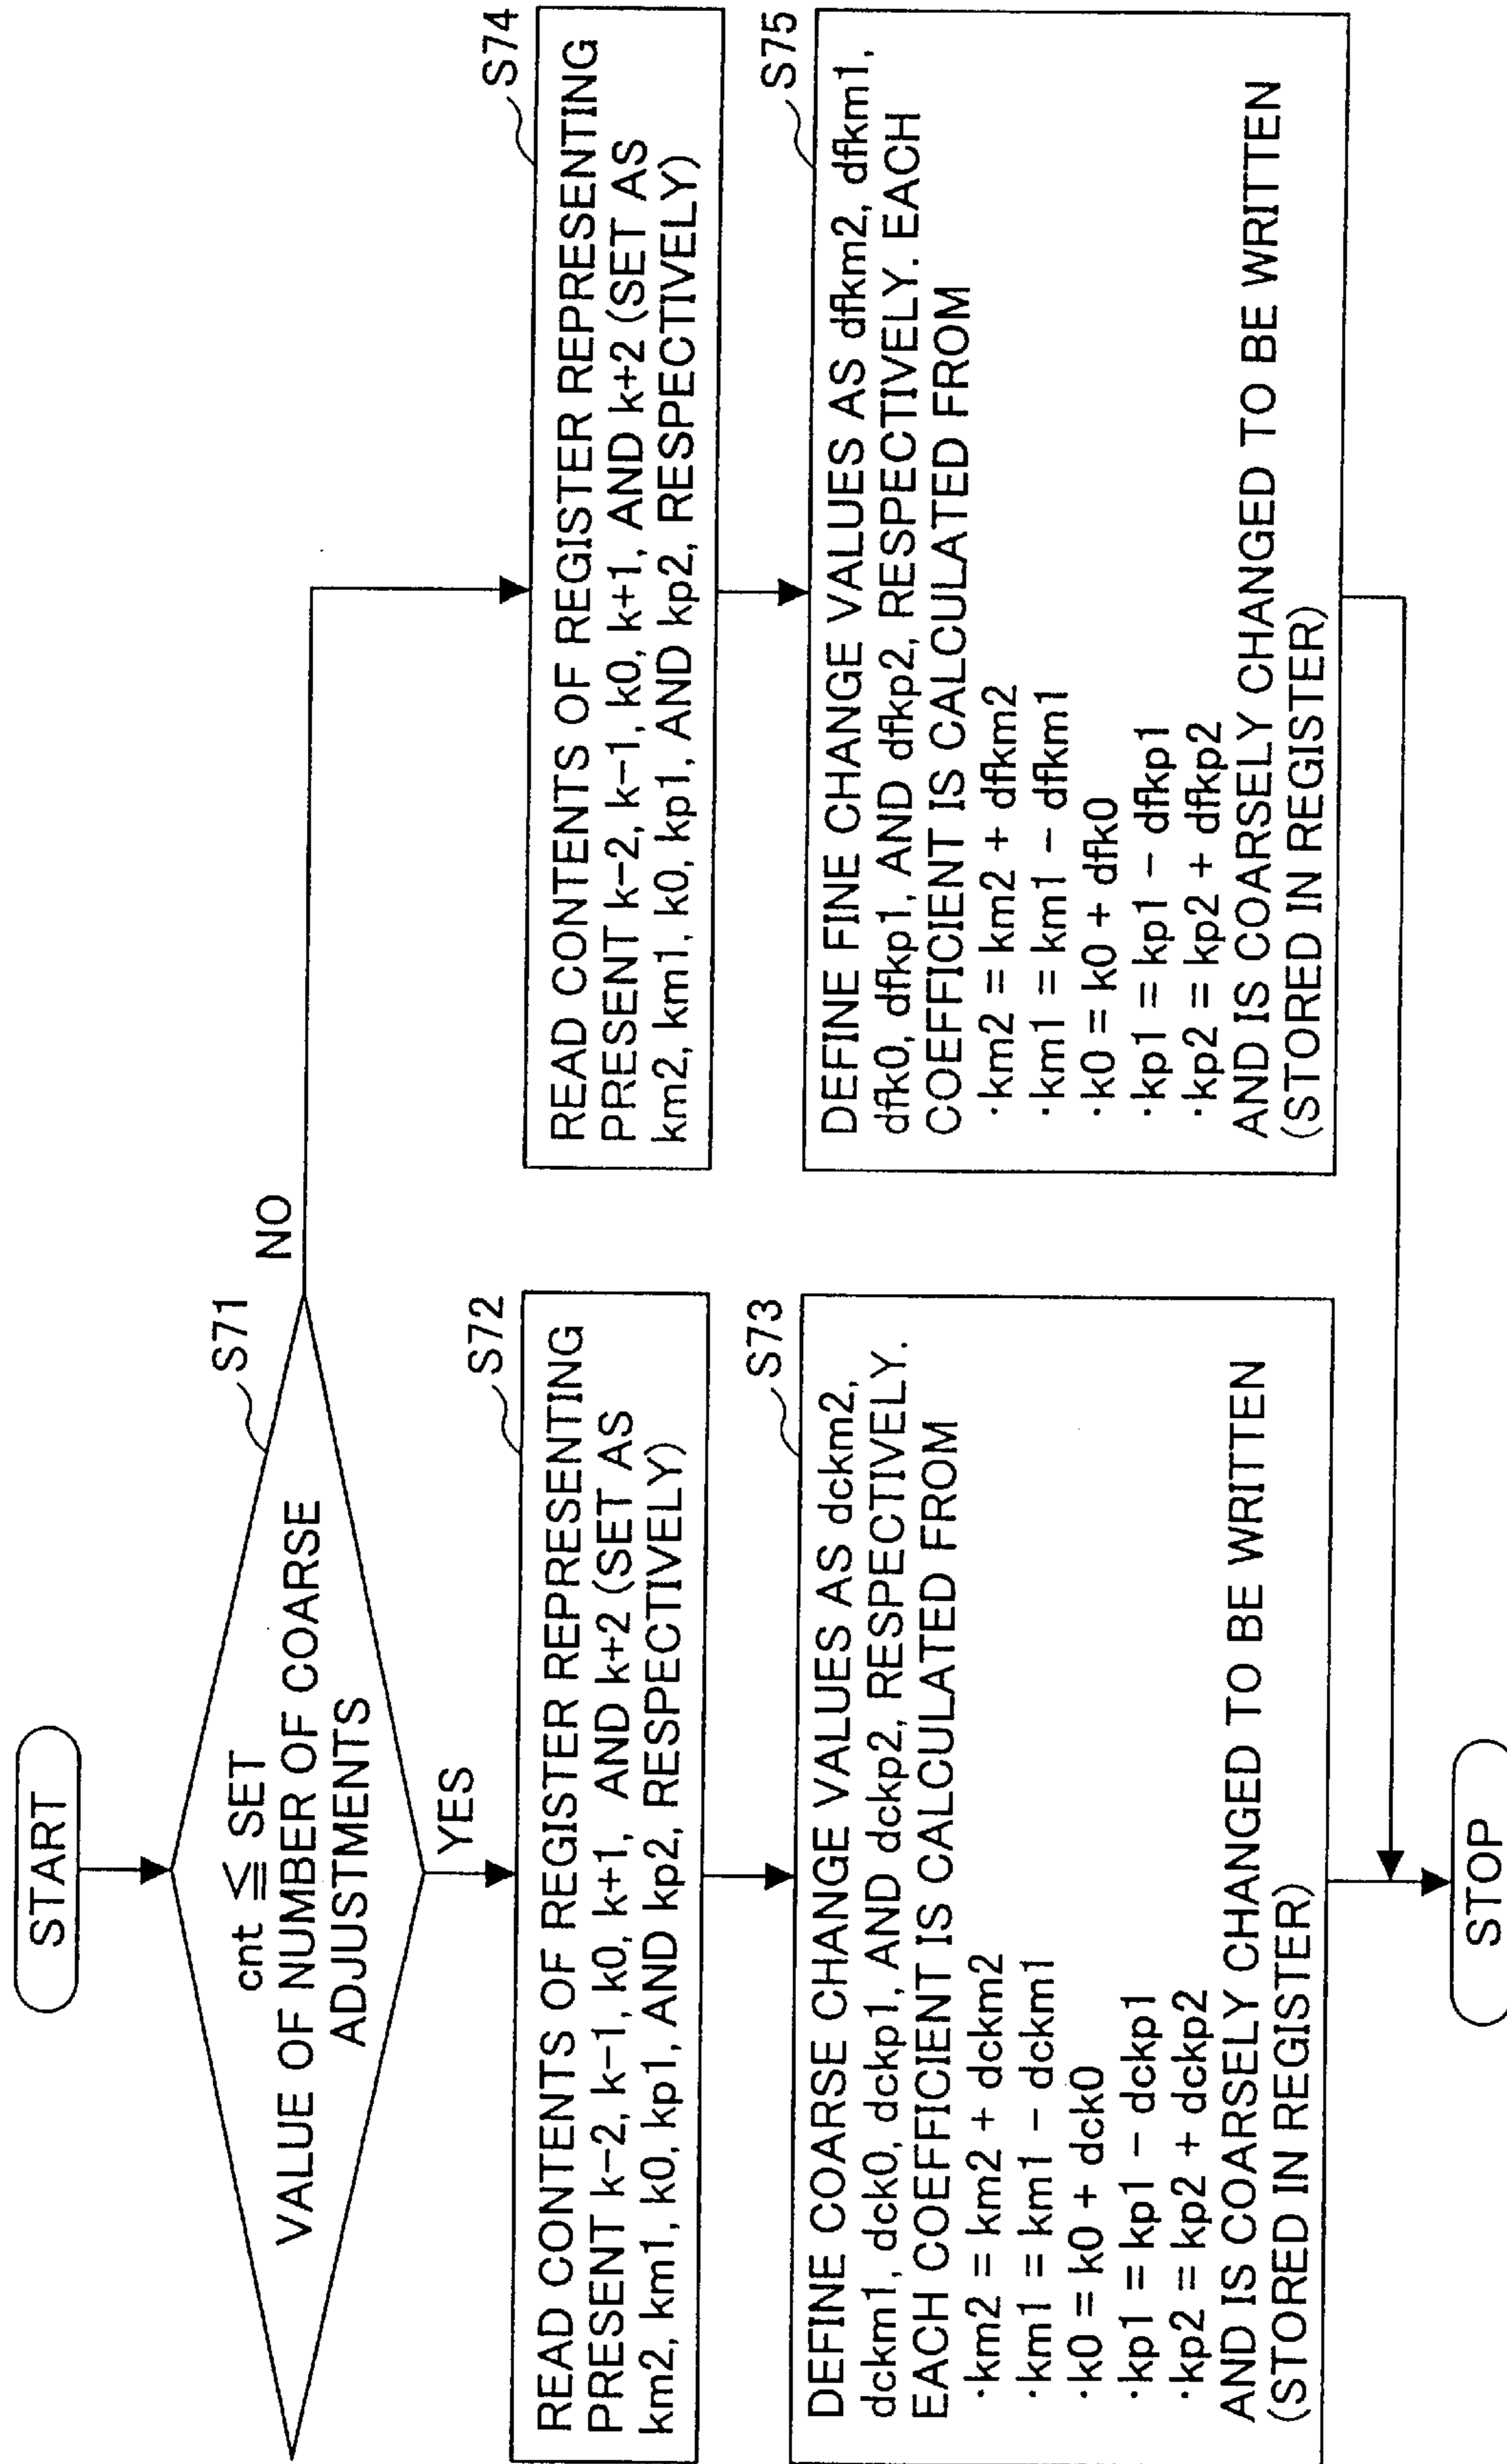 START
S71
cnt ≦ SET
VALUE OF NUMBER OF COARSE
ADJUSTMENTS
NO
YES
S72
READ CONTENTS OF REGISTER REPRESENTING
PRESENT k-2, k-1, k0, k+1, AND k+2 (SET AS
km2, km1, k0, kp1, AND kp2, RESPECTIVELY)
S73
DEFINE COARSE CHANGE VALUES AS dckm2,
dckm1, dck0, dckp1, AND dckp2, RESPECTIVELY.
EACH COEFFICIENT IS CALCULATED FROM
·km2 = km2 + dckm2
·km1 = km1 - dckm1
·k0 = k0 + dck0
·kp1 = kp1 - dckp1
·kp2 = kp2 + dckp2
AND IS COARSELY CHANGED TO BE WRITTEN
(STORED IN REGISTER)
S74
READ CONTENTS OF REGISTER REPRESENTING
PRESENT k-2, k-1, k0, k+1, AND k+2 (SET AS
km2, km1, k0, kp1, AND kp2, RESPECTIVELY)
S75
DEFINE FINE CHANGE VALUES AS dfkm2, dfkm1,
dfk0, dfkp1, AND dfkp2, RESPECTIVELY. EACH
COEFFICIENT IS CALCULATED FROM
·km2 = km2 + dfkm2
·km1 = km1 - dfkm1
·k0 = k0 + dfk0
·kp1 = kp1 - dfkp1
·kp2 = kp2 + dfkp2
AND IS COARSELY CHANGED TO BE WRITTEN
(STORED IN REGISTER)
STOP